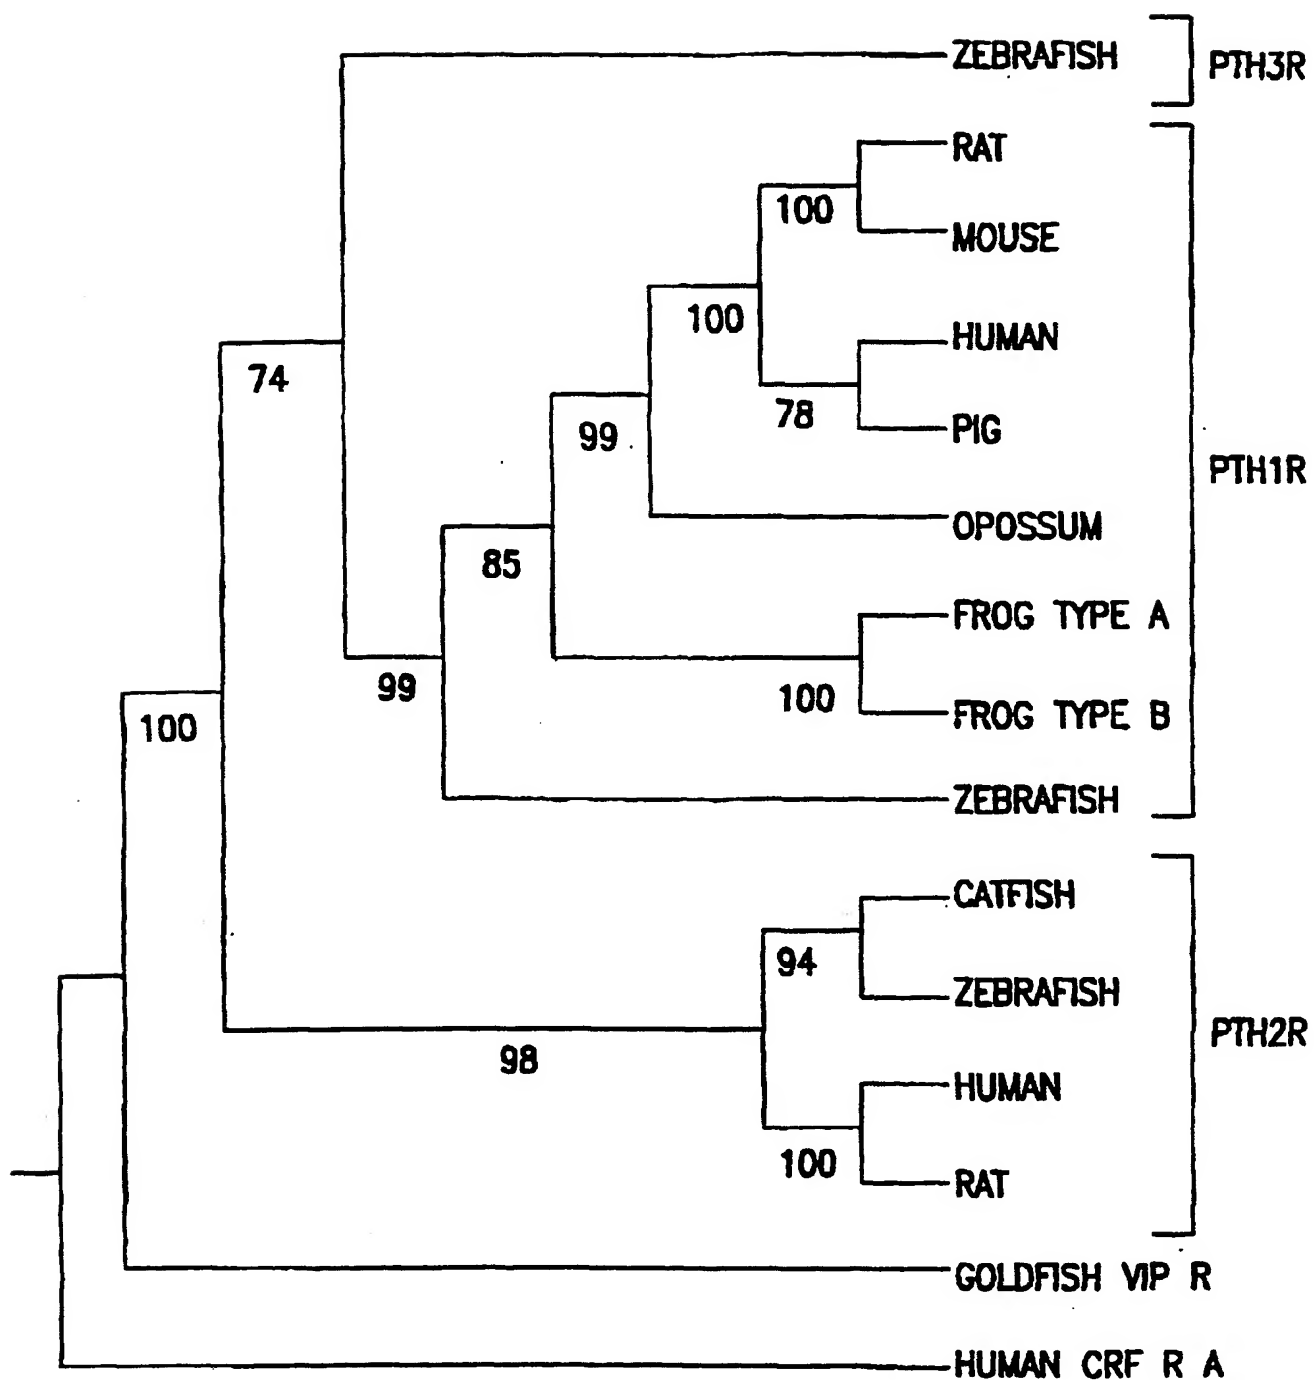 ZEBRAFISH
PTH3R
RAT
100
MOUSE
100
HUMAN
74
78
PIG
99
PTH1R
OPOSSUM
85
FROG TYPE A
99
100
FROG TYPE B
100
ZEBRAFISH
CATFISH
94
ZEBRAFISH
PTH2R
98
HUMAN
100
RAT
GOLDFISH VIP R
HUMAN CRF R A